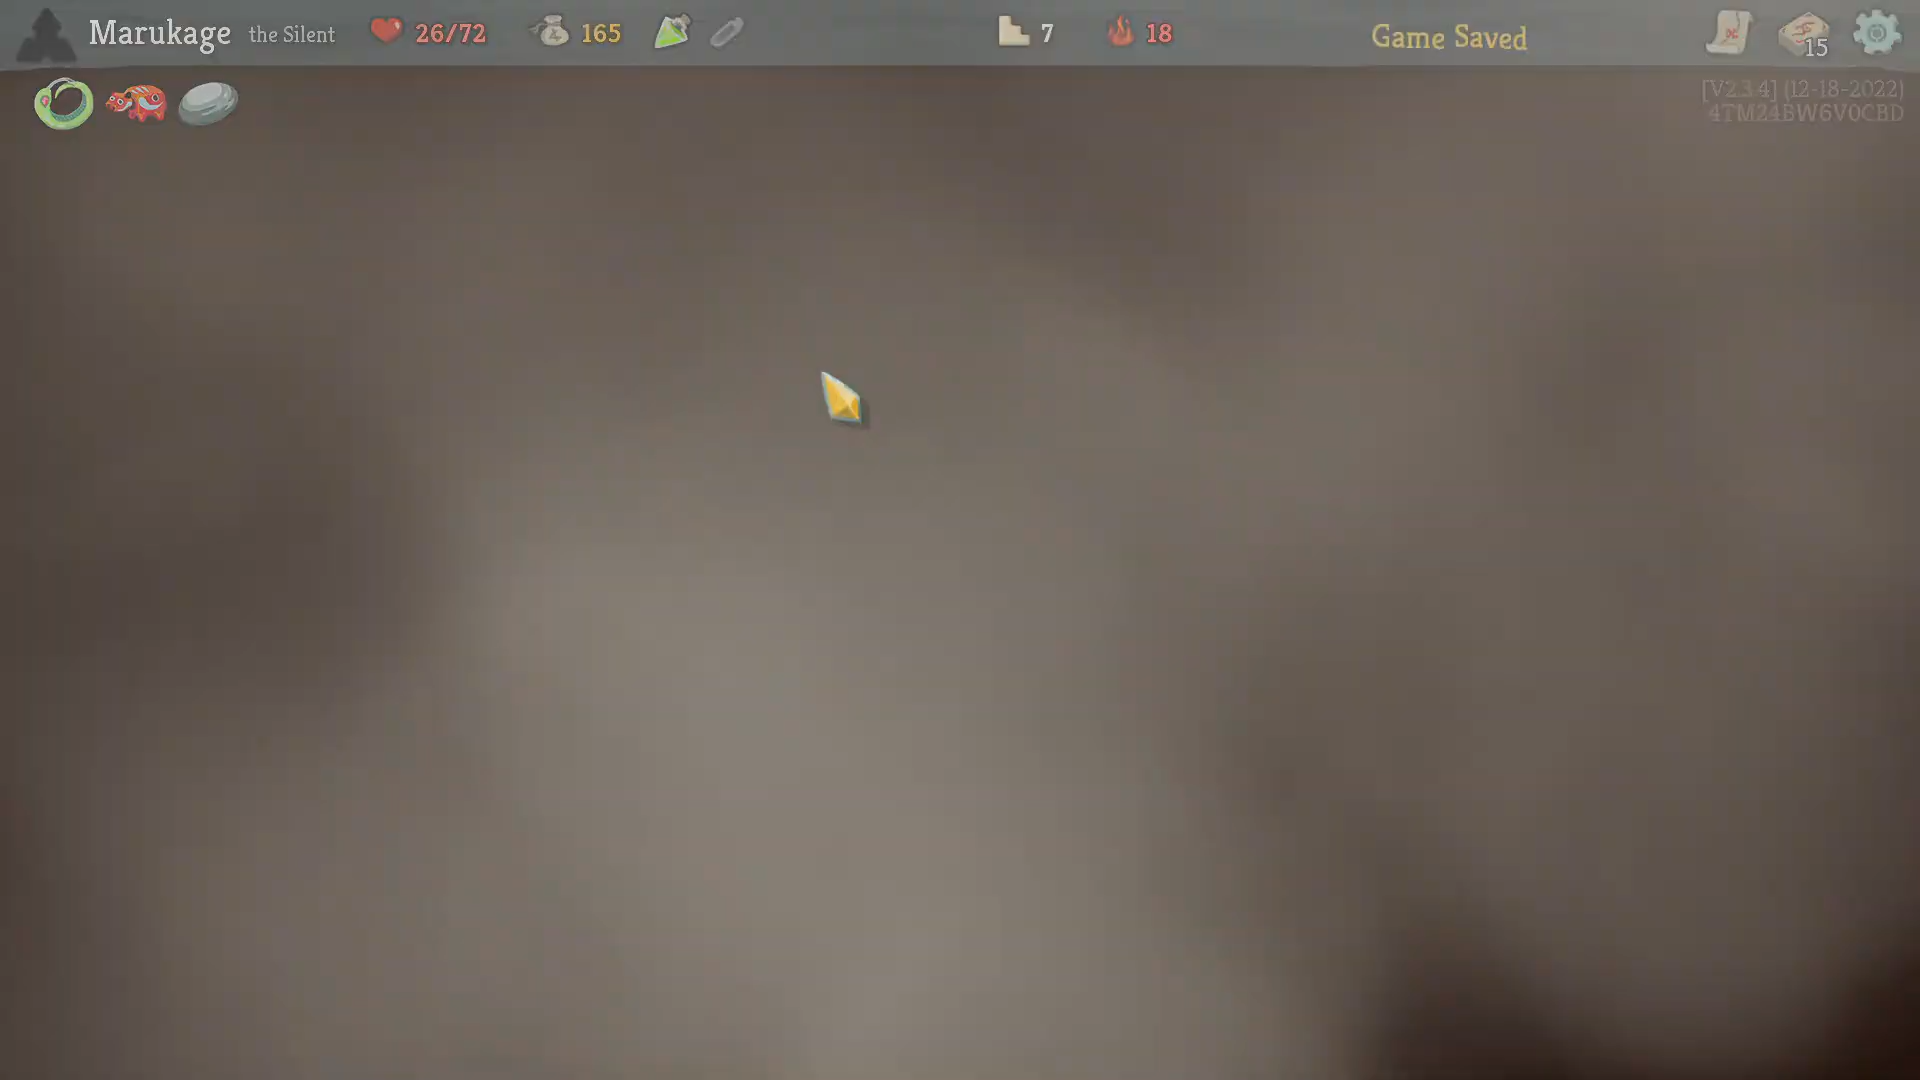 Marukage the Silent 26/72 165 7 18 Game Saved 15
[V2.3.4] (12-18-2022)
4TM24BW6V0CBD